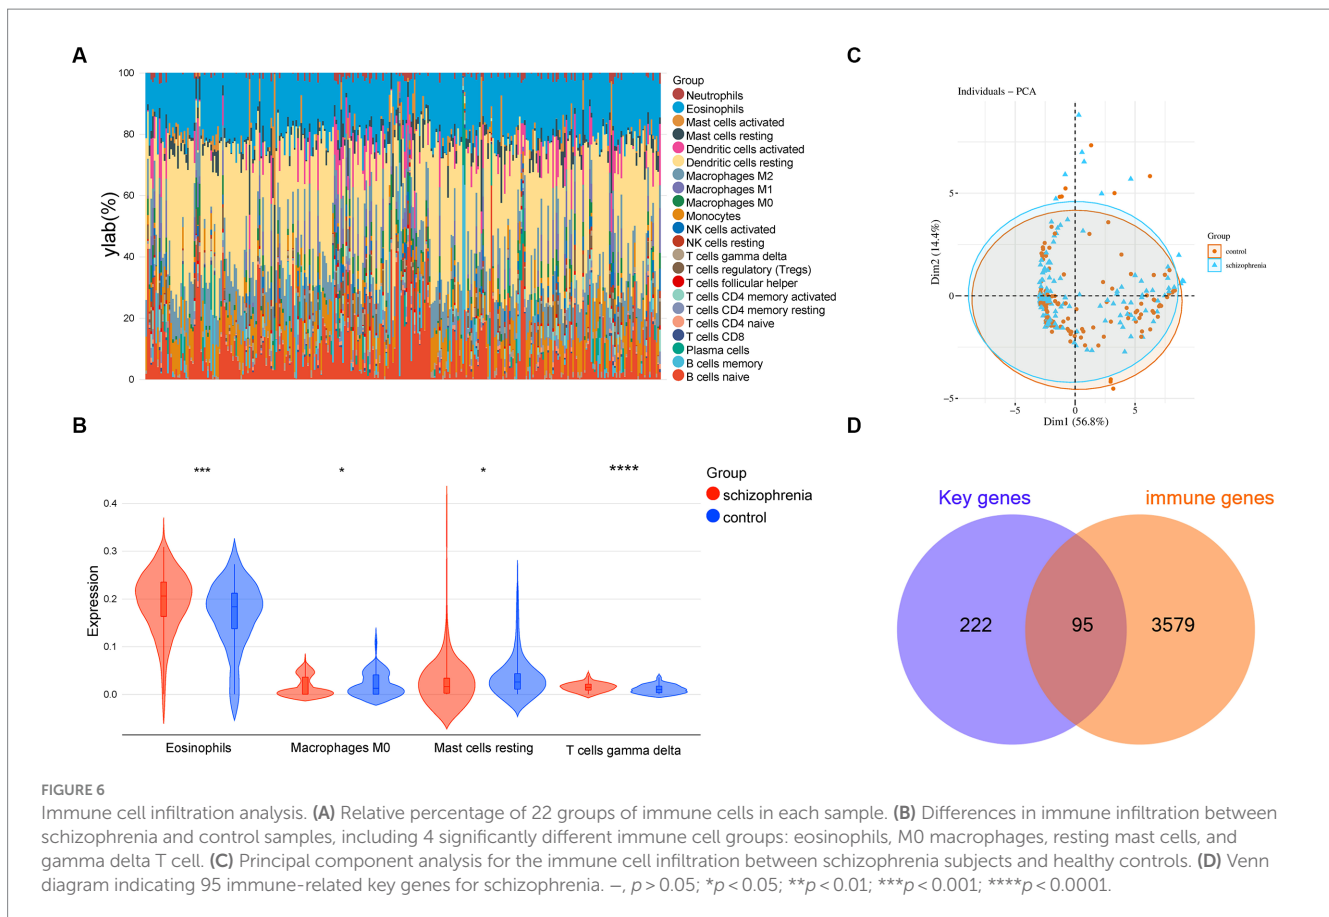 A
100
80
60
40
20
0
ylab(%)
Group
Neutrophils
Eosinophils
Mast cells activated
Mast cells resting
Dendritic cells activated
Dendritic cells resting
Macrophages M2
Macrophages M1
Macrophages M0
Monocytes
NK cells activated
NK cells resting
T cells gamma delta
T cells regulatory (Tregs)
T cells follicular helper
T cells CD4 memory activated
T cells CD4 memory resting
T cells CD4 naive
T cells CD8
Plasma cells
B cells memory
B cells naive
C
Individuals − PCA
5
0
−5
Dim2 (14.4%)
−5 0 5
Dim1 (56.8%)
Group
control
schizophrenia
B
*** * * ****
0.4
0.3
0.2
0.1
0.0
Expression
Group
schizophrenia
control
Eosinophils Macrophages M0 Mast cells resting T cells gamma delta
D
Key genes immune genes
222 95 3579
FIGURE 6
Immune cell infiltration analysis. (A) Relative percentage of 22 groups of immune cells in each sample. (B) Differences in immune infiltration between
schizophrenia and control samples, including 4 significantly different immune cell groups: eosinophils, M0 macrophages, resting mast cells, and
gamma delta T cell. (C) Principal component analysis for the immune cell infiltration between schizophrenia subjects and healthy controls. (D) Venn
diagram indicating 95 immune-related key genes for schizophrenia. −, p > 0.05; *p < 0.05; **p < 0.01; ***p < 0.001; ****p < 0.0001.